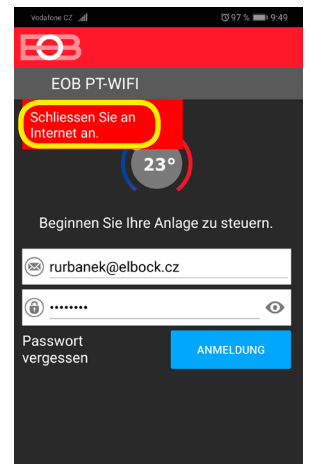 Vodafone CZ 97 % 9:49
EOB
EOB PT-WIFI
Schliessen Sie an
Internet an.
23°
Beginnen Sie Ihre Anlage zu steuern.
rurbanek@elbock.cz
••••••••
Passwort
vergessen
ANMELDUNG